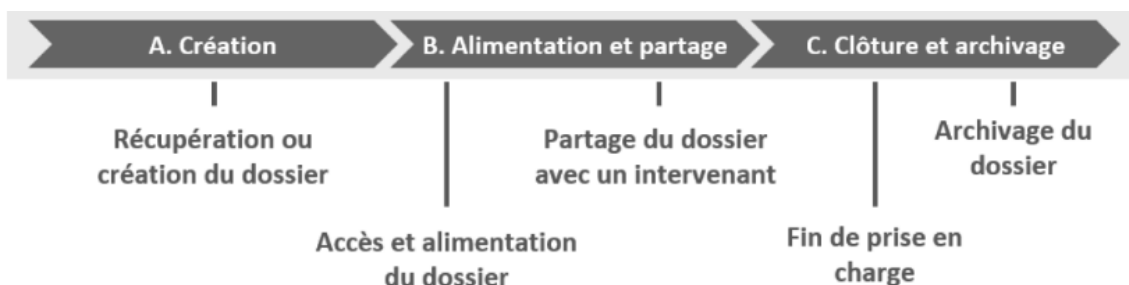 A. Création
B. Alimentation et partage
C. Clôture et archivage
Récupération ou
création du dossier
Accès et alimentation
du dossier
Partage du dossier
avec un intervenant
Fin de prise en
charge
Archivage du
dossier